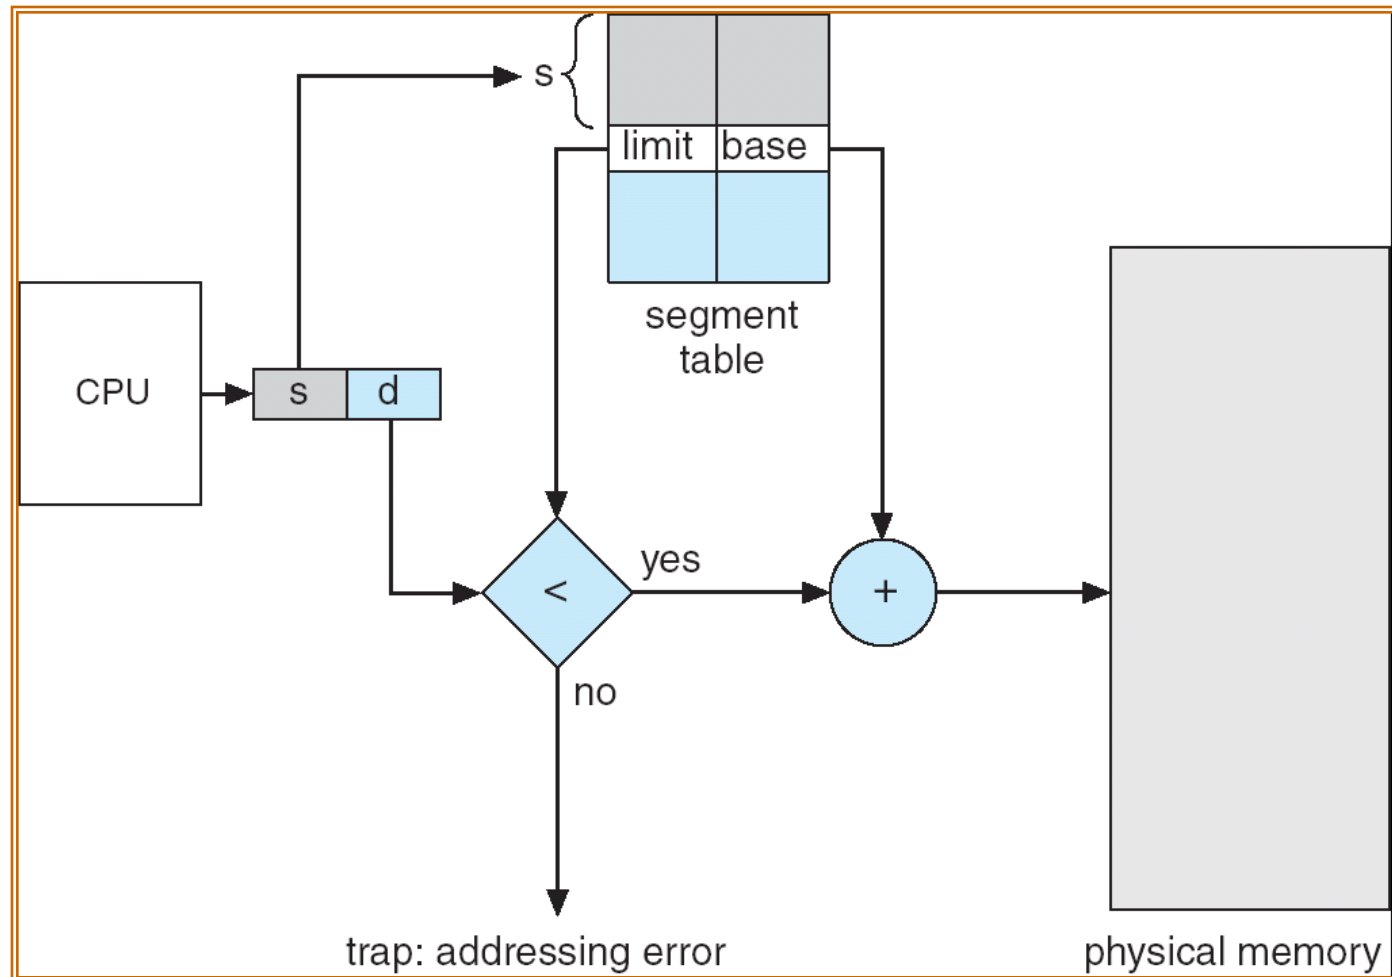 s
limit
base
segment
table
CPU
s
d
yes
<
+
no
trap: addressing error
physical memory